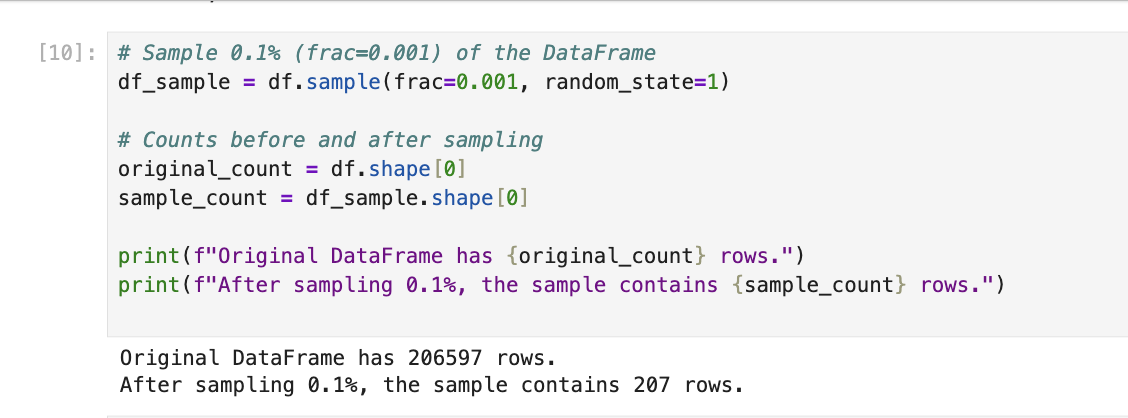 [10]:
# Sample 0.1% (frac=0.001) of the DataFrame
df_sample = df.sample(frac=0.001, random_state=1)
# Counts before and after sampling
original_count = df.shape[0]
sample_count = df_sample.shape[0]
print(f"Original DataFrame has {original_count} rows.")
print(f"After sampling 0.1%, the sample contains {sample_count} rows.")
Original DataFrame has 206597 rows.
After sampling 0.1%, the sample contains 207 rows.